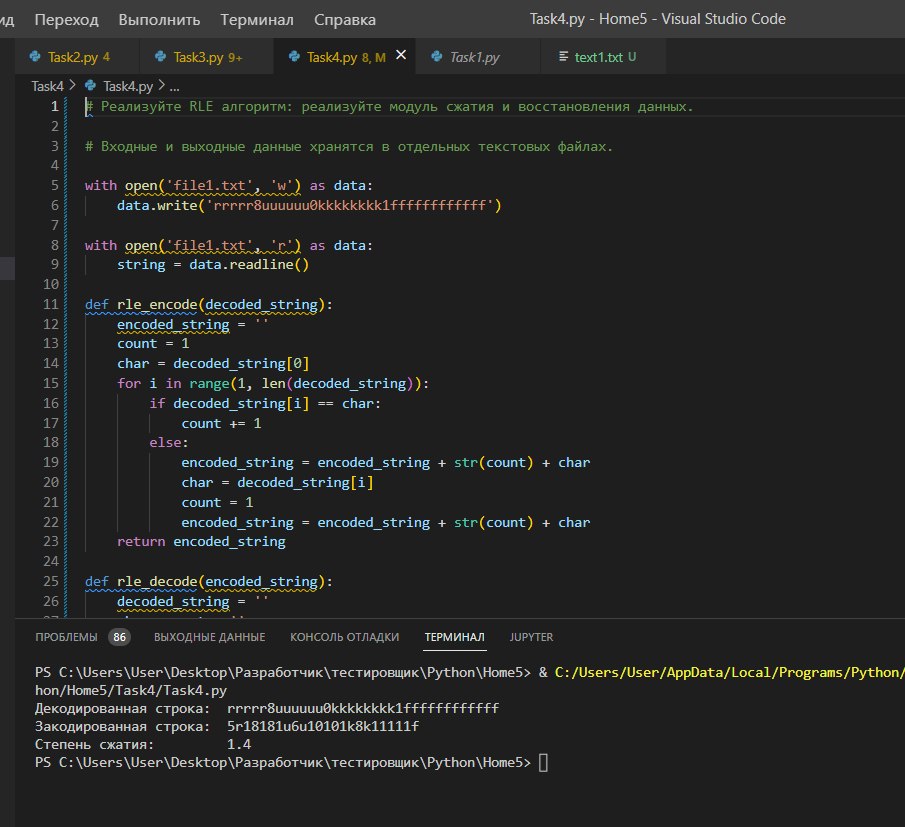 ид Переход Выполнить Терминал Справка Task4.py - Home5 - Visual Studio Code
Task2.py 4 Task3.py 9+ Task4.py 8, M Task1.py text1.txt U
Task4 > Task4.py > ...
1 # Реализуйте RLE алгоритм: реализуйте модуль сжатия и восстановления данных.
2
3 # Входные и выходные данные хранятся в отдельных текстовых файлах.
4
5 with open('file1.txt', 'w') as data:
6     data.write('rrrrr8uuuuuu0kkkkkkkk1ffffffffffff')
7
8 with open('file1.txt', 'r') as data:
9     string = data.readline()
10
11 def rle_encode(decoded_string):
12     encoded_string = ''
13     count = 1
14     char = decoded_string[0]
15     for i in range(1, len(decoded_string)):
16         if decoded_string[i] == char:
17             count += 1
18         else:
19             encoded_string = encoded_string + str(count) + char
20             char = decoded_string[i]
21             count = 1
22             encoded_string = encoded_string + str(count) + char
23     return encoded_string
24
25 def rle_decode(encoded_string):
26     decoded_string = ''
ПРОБЛЕМЫ 86 ВЫХОДНЫЕ ДАННЫЕ КОНСОЛЬ ОТЛАДКИ ТЕРМИНАЛ JUPYTER
PS C:\Users\User\Desktop\Разработчик\тестировщик\Python\Home5> & C:/Users/User/AppData/Local/Programs/Python/
hon/Home5/Task4/Task4.py
Декодированная строка: rrrrr8uuuuuu0kkkkkkkk1ffffffffffff
Закодированная строка: 5r18181u6u10101k8k11111f
Степень сжатия: 1.4
PS C:\Users\User\Desktop\Разработчик\тестировщик\Python\Home5>